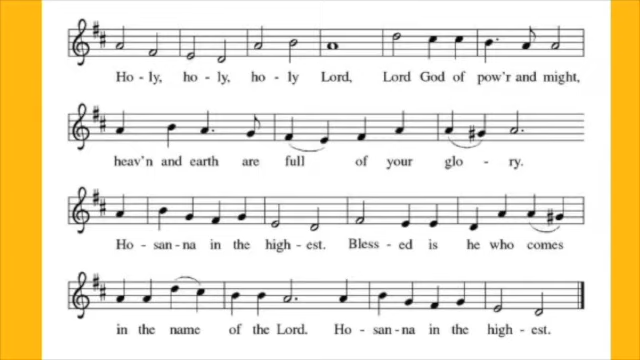 Ho - ly, ho - ly, ho - ly Lord, Lord God of pow'r and might,
heav'n and earth are full of your glo - ry.
Ho - san - na in the high - est. Bless - ed is he who comes
in the name of the Lord. Ho - san - na in the high - est.